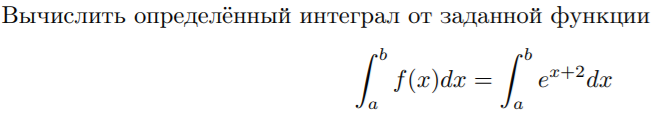 Вычислить определённый интеграл от заданной функции
∫_a^b f(x)dx = ∫_a^b e^{x+2}dx